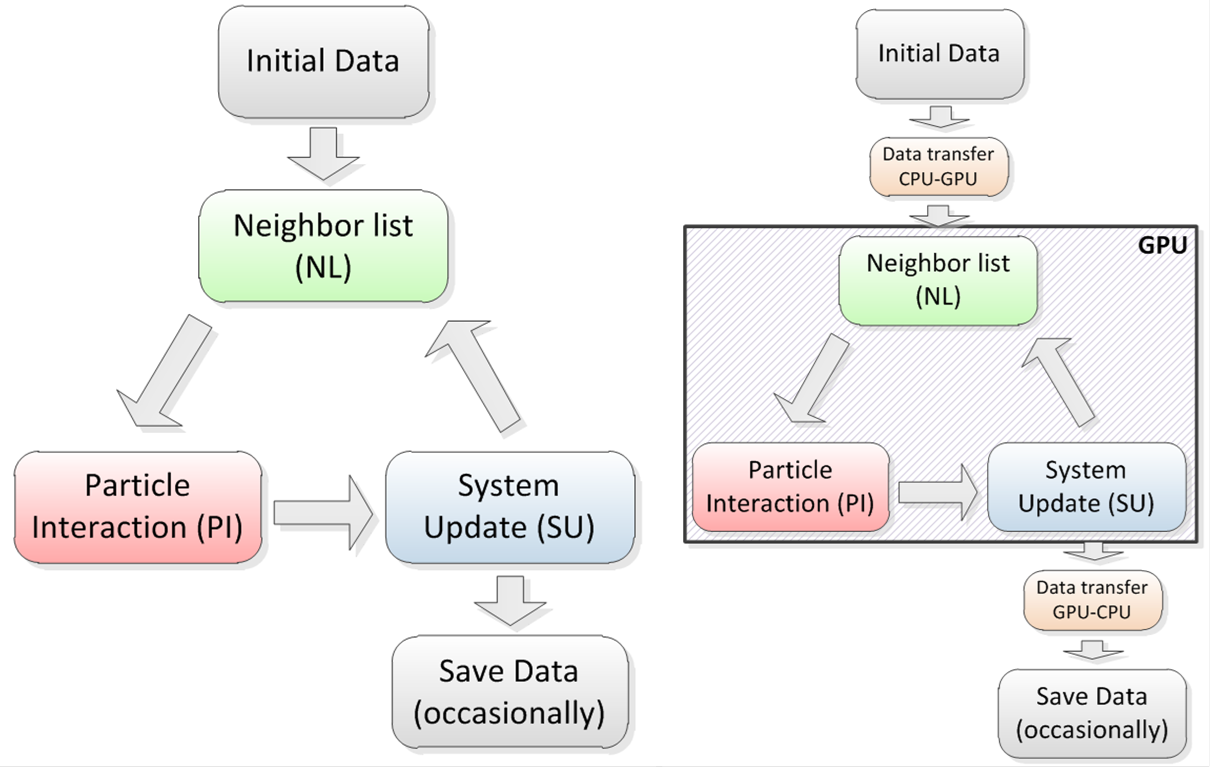 Initial Data
Neighbor list
(NL)
Particle
Interaction (PI)
System
Update (SU)
Save Data
(occasionally)
Initial Data
Data transfer
CPU-GPU
GPU
Neighbor list
(NL)
Particle
Interaction (PI)
System
Update (SU)
Data transfer
GPU-CPU
Save Data
(occasionally)